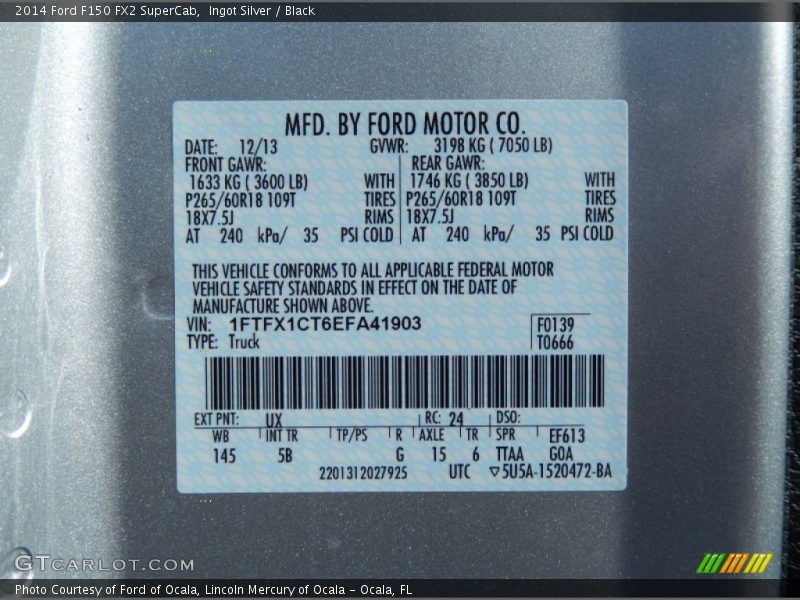 2014 Ford F150 FX2 SuperCab,  Ingot Silver / Black
MFD. BY FORD MOTOR CO.
DATE: 12/13 GVWR: 3198 KG ( 7050 LB)
FRONT GAWR: REAR GAWR:
1633 KG ( 3600 LB) WITH 1746 KG ( 3850 LB) WITH
P265/60R18 109T TIRES P265/60R18 109T TIRES
18X7.5J RIMS 18X7.5J RIMS
AT 240 kPa/ 35 PSI COLD AT 240 kPa/ 35 PSI COLD
THIS VEHICLE CONFORMS TO ALL APPLICABLE FEDERAL MOTOR
VEHICLE SAFETY STANDARDS IN EFFECT ON THE DATE OF
MANUFACTURE SHOWN ABOVE.
VIN: 1FTFX1CT6EFA41903 F0139
TYPE: Truck T0666
EXT PNT: UX RC: 24 DSO:
WB INT TR TP/PS R AXLE TR SPR EF613
145 5B G 15 6 TTAA GOA
2201312027925 UTC ▽5U5A-1520472-BA
GTCARLOT.COM
Photo Courtesy of Ford of Ocala, Lincoln Mercury of Ocala - Ocala, FL